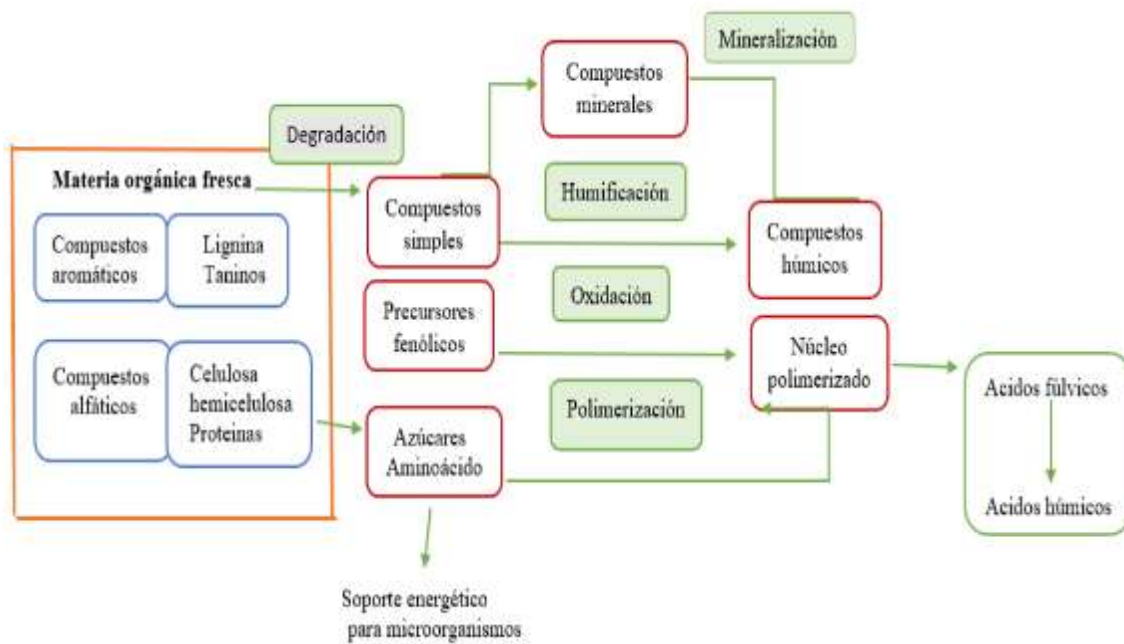 Mineralización
Compuestos
minerales
Degradación
Materia orgánica fresca
Humificación
Compuestos
simples
Compuestos
húmicos
Compuestos
aromáticos
Lignina
Taninos
Oxidación
Precursores
fenólicos
Núcleo
polimerizado
Compuestos
alfáticos
Celulosa
hemicelulosa
Proteinas
Polimerización
Azúcares
Aminoácido
Acidos fúlvicos
Acidos húmicos
Soporte energético
para microorganismos